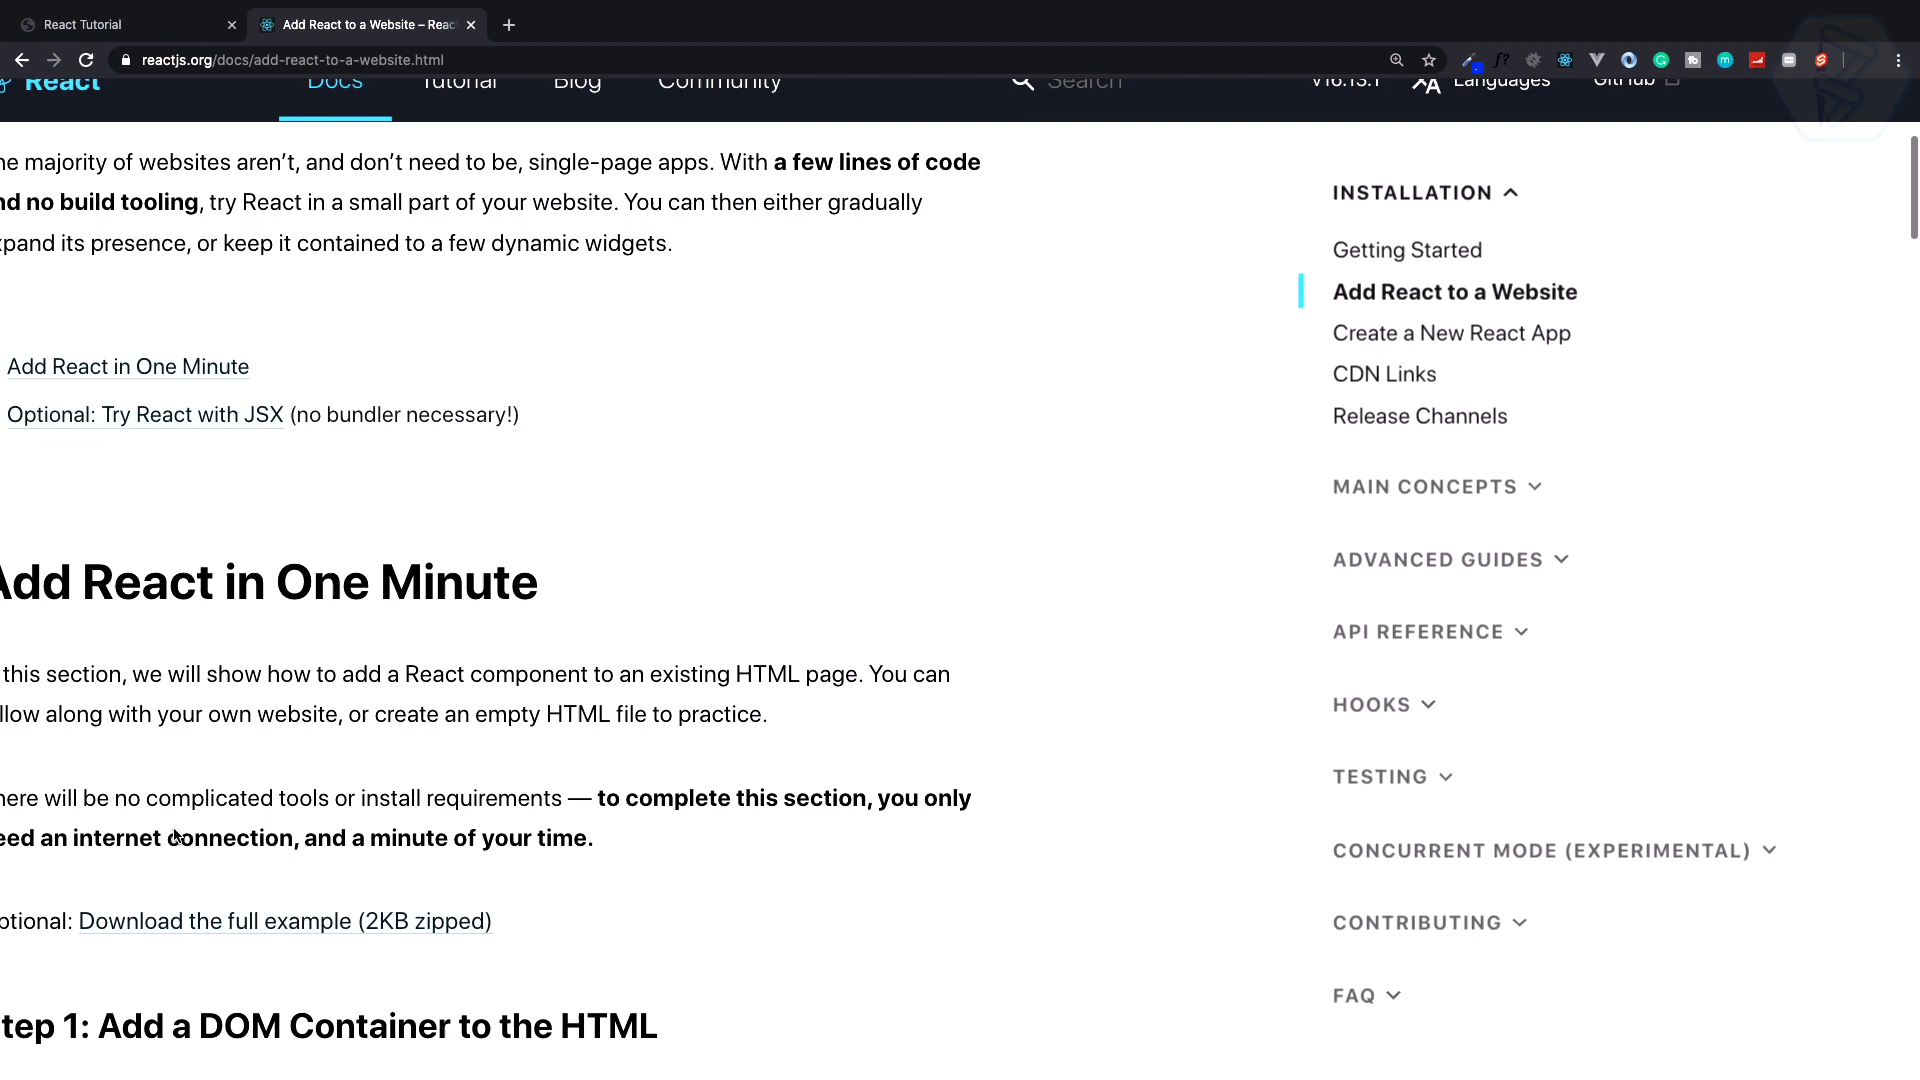 React Tutorial
Add React to a Website – Reac
reactjs.org/docs/add-react-to-a-website.html
React
Docs
Tutorial
Blog
Community
Search
v16.13.1
Languages
GitHub
he majority of websites aren't, and don't need to be, single-page apps. With a few lines of code
nd no build tooling, try React in a small part of your website. You can then either gradually
xpand its presence, or keep it contained to a few dynamic widgets.
Add React in One Minute
Optional: Try React with JSX (no bundler necessary!)
Add React in One Minute
this section, we will show how to add a React component to an existing HTML page. You can
llow along with your own website, or create an empty HTML file to practice.
here will be no complicated tools or install requirements — to complete this section, you only
eed an internet connection, and a minute of your time.
ptional: Download the full example (2KB zipped)
tep 1: Add a DOM Container to the HTML
INSTALLATION
Getting Started
Add React to a Website
Create a New React App
CDN Links
Release Channels
MAIN CONCEPTS
ADVANCED GUIDES
API REFERENCE
HOOKS
TESTING
CONCURRENT MODE (EXPERIMENTAL)
CONTRIBUTING
FAQ